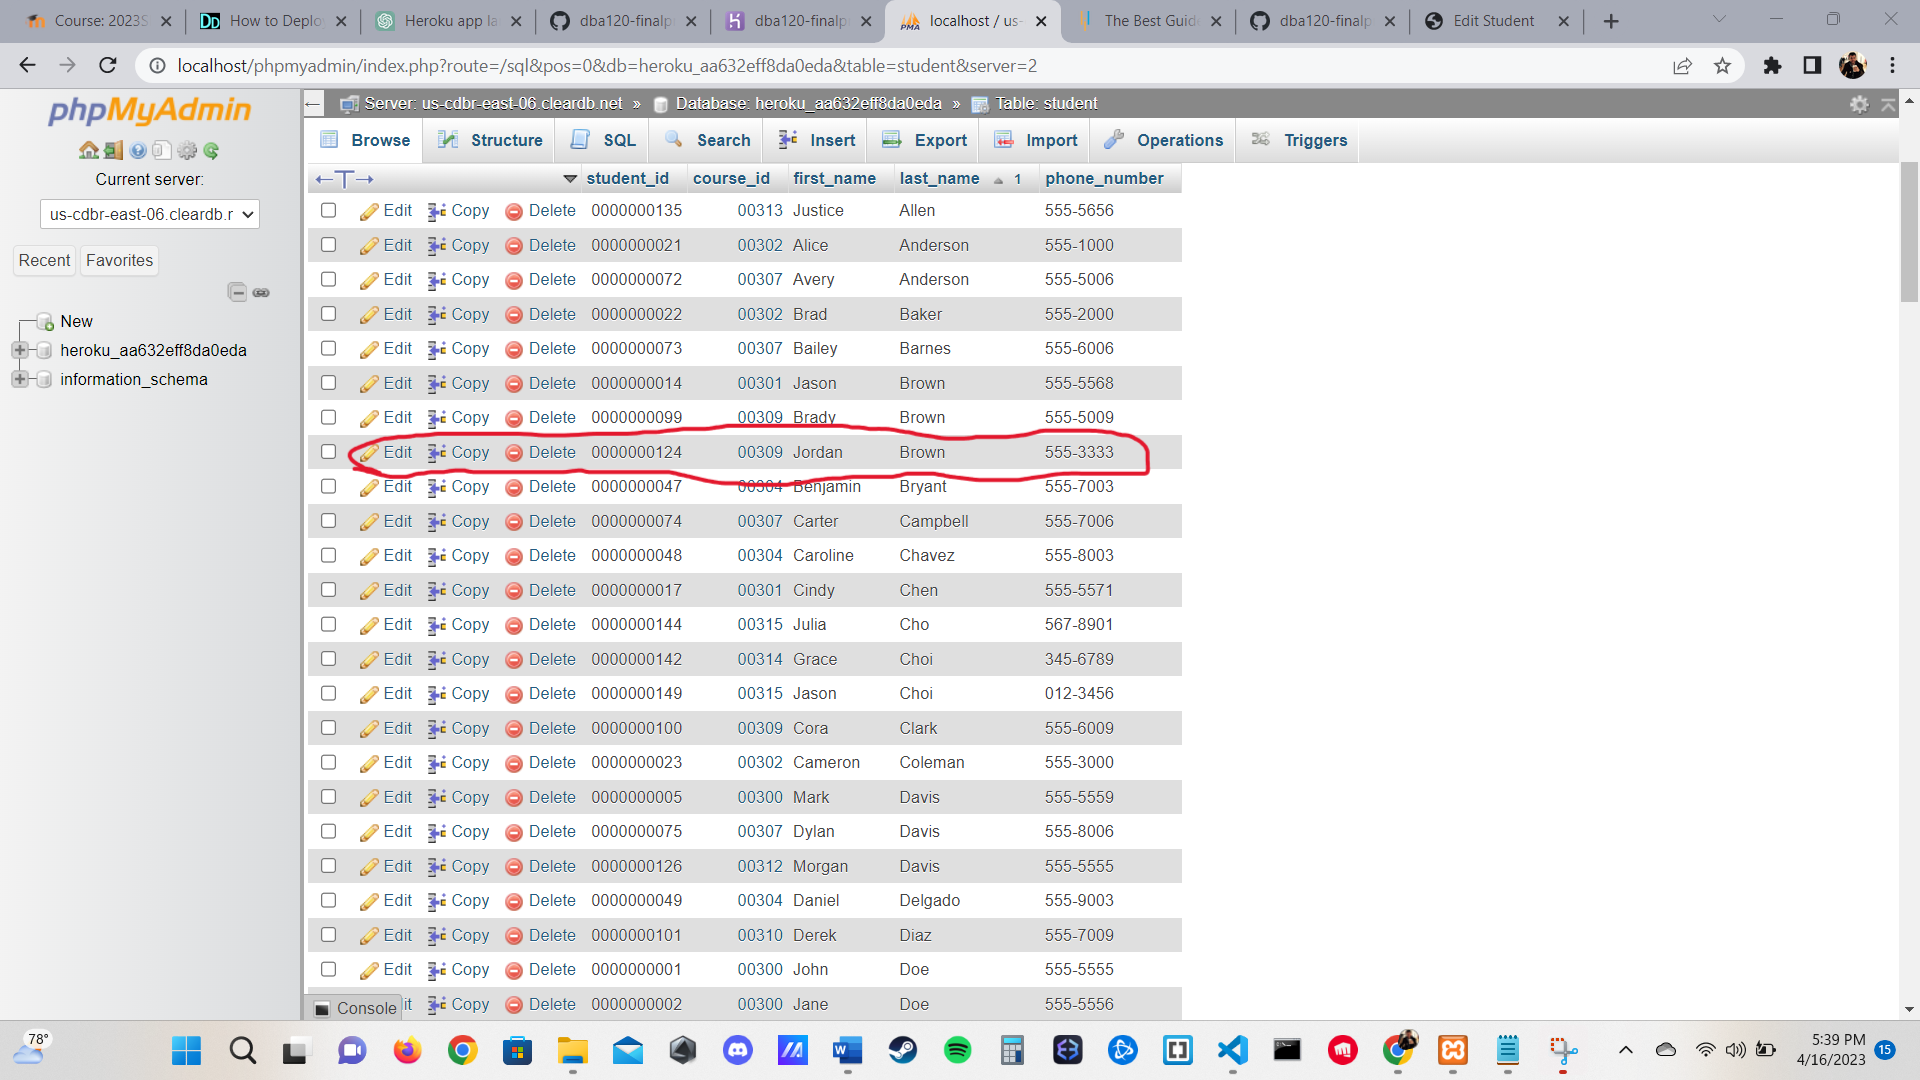 Course: 2023S
How to Deploy
Heroku app la
dba120-finalp
dba120-finalp
localhost / us-
The Best Guid
dba120-finalp
Edit Student
localhost/phpmyadmin/index.php?route=/sql&pos=0&db=heroku_aa632eff8da0eda&table=student&server=2
phpMyAdmin
Current server:
us-cdbr-east-06.cleardb.r
Recent Favorites
New
heroku_aa632eff8da0eda
information_schema
Server: us-cdbr-east-06.cleardb.net » Database: heroku_aa632eff8da0eda » Table: student
Browse Structure SQL Search Insert Export Import Operations Triggers
student_id course_id first_name last_name 1 phone_number
Edit Copy Delete 0000000135 00313 Justice Allen 555-5656
Edit Copy Delete 0000000021 00302 Alice Anderson 555-1000
Edit Copy Delete 0000000072 00307 Avery Anderson 555-5006
Edit Copy Delete 0000000022 00302 Brad Baker 555-2000
Edit Copy Delete 0000000073 00307 Bailey Barnes 555-6006
Edit Copy Delete 0000000014 00301 Jason Brown 555-5568
Edit Copy Delete 0000000099 00309 Brady Brown 555-5009
Edit Copy Delete 0000000124 00309 Jordan Brown 555-3333
Edit Copy Delete 0000000047 00304 Benjamin Bryant 555-7003
Edit Copy Delete 0000000074 00307 Carter Campbell 555-7006
Edit Copy Delete 0000000048 00304 Caroline Chavez 555-8003
Edit Copy Delete 0000000017 00301 Cindy Chen 555-5571
Edit Copy Delete 0000000144 00315 Julia Cho 567-8901
Edit Copy Delete 0000000142 00314 Grace Choi 345-6789
Edit Copy Delete 0000000149 00315 Jason Choi 012-3456
Edit Copy Delete 0000000100 00309 Cora Clark 555-6009
Edit Copy Delete 0000000023 00302 Cameron Coleman 555-3000
Edit Copy Delete 0000000005 00300 Mark Davis 555-5559
Edit Copy Delete 0000000075 00307 Dylan Davis 555-8006
Edit Copy Delete 0000000126 00312 Morgan Davis 555-5555
Edit Copy Delete 0000000049 00304 Daniel Delgado 555-9003
Edit Copy Delete 0000000101 00310 Derek Diaz 555-7009
Edit Copy Delete 0000000001 00300 John Doe 555-5555
Console it Copy Delete 0000000002 00300 Jane Doe 555-5556
78°
5:39 PM
4/16/2023
15